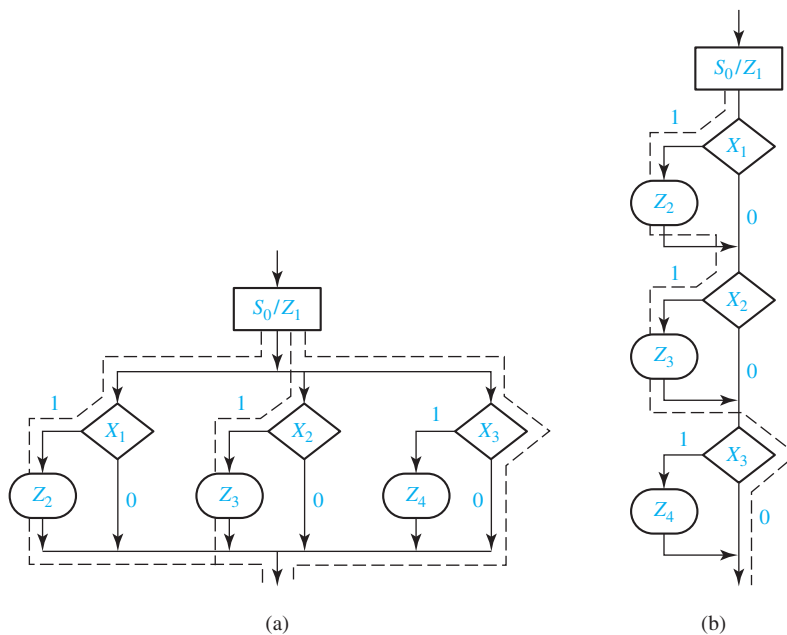 S₀/Z₁
1
X₁
0
Z₂
1
X₂
0
Z₃
1
X₃
0
Z₄
(a)
S₀/Z₁
1
X₁
Z₂
0
1
X₂
Z₃
0
1
X₃
Z₄
0
(b)